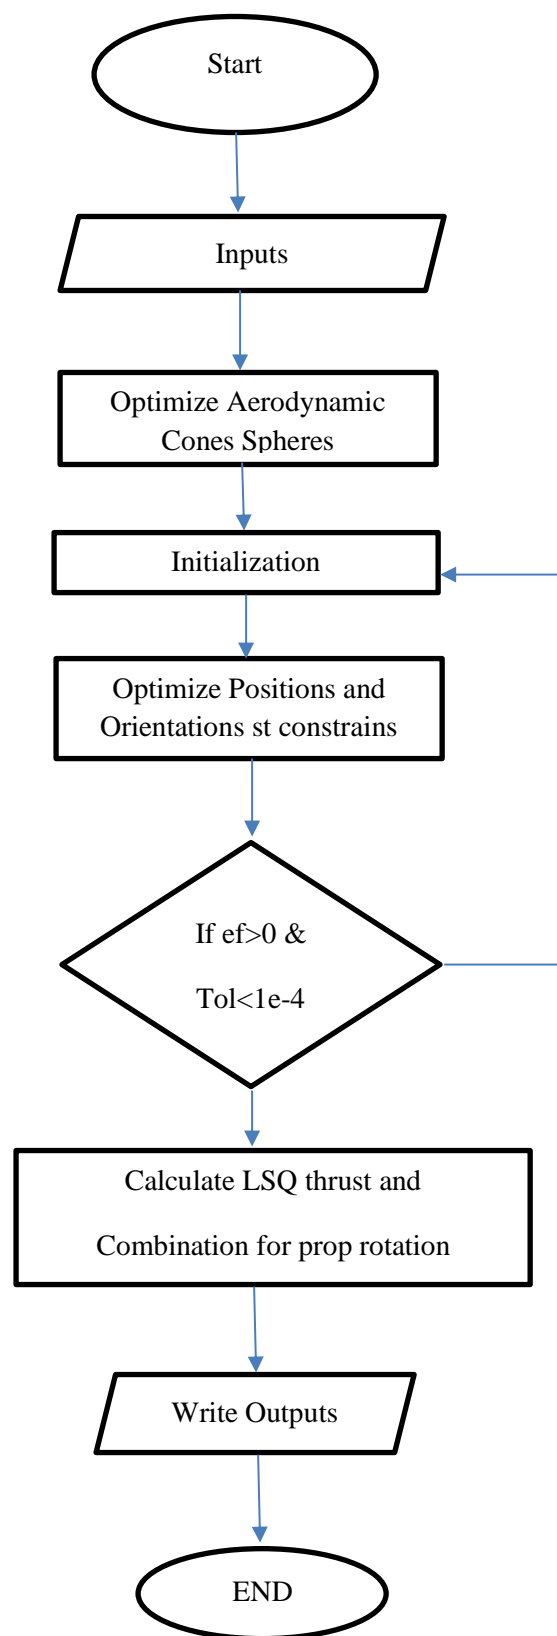 Start
Inputs
Optimize Aerodynamic
Cones Spheres
Initialization
Optimize Positions and
Orientations st constrains
If ef>0 &
Tol<1e-4
Calculate LSQ thrust and
Combination for prop rotation
Write Outputs
END